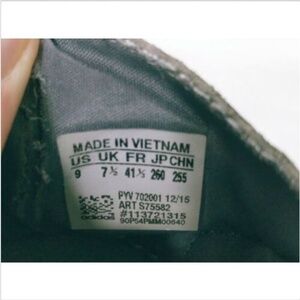 MADE IN VIETNAM
US UK FR JP CHN
9 7½ 41⅓ 260 255
PYV 702001 12/15
ART S75582
adidas #113721315
90P54PMM00640